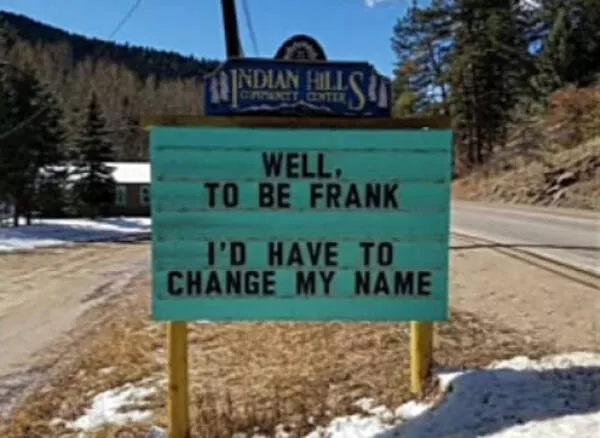 INDIAN HILLS
COMMUNITY CENTER
WELL,
TO BE FRANK
I'D HAVE TO
CHANGE MY NAME